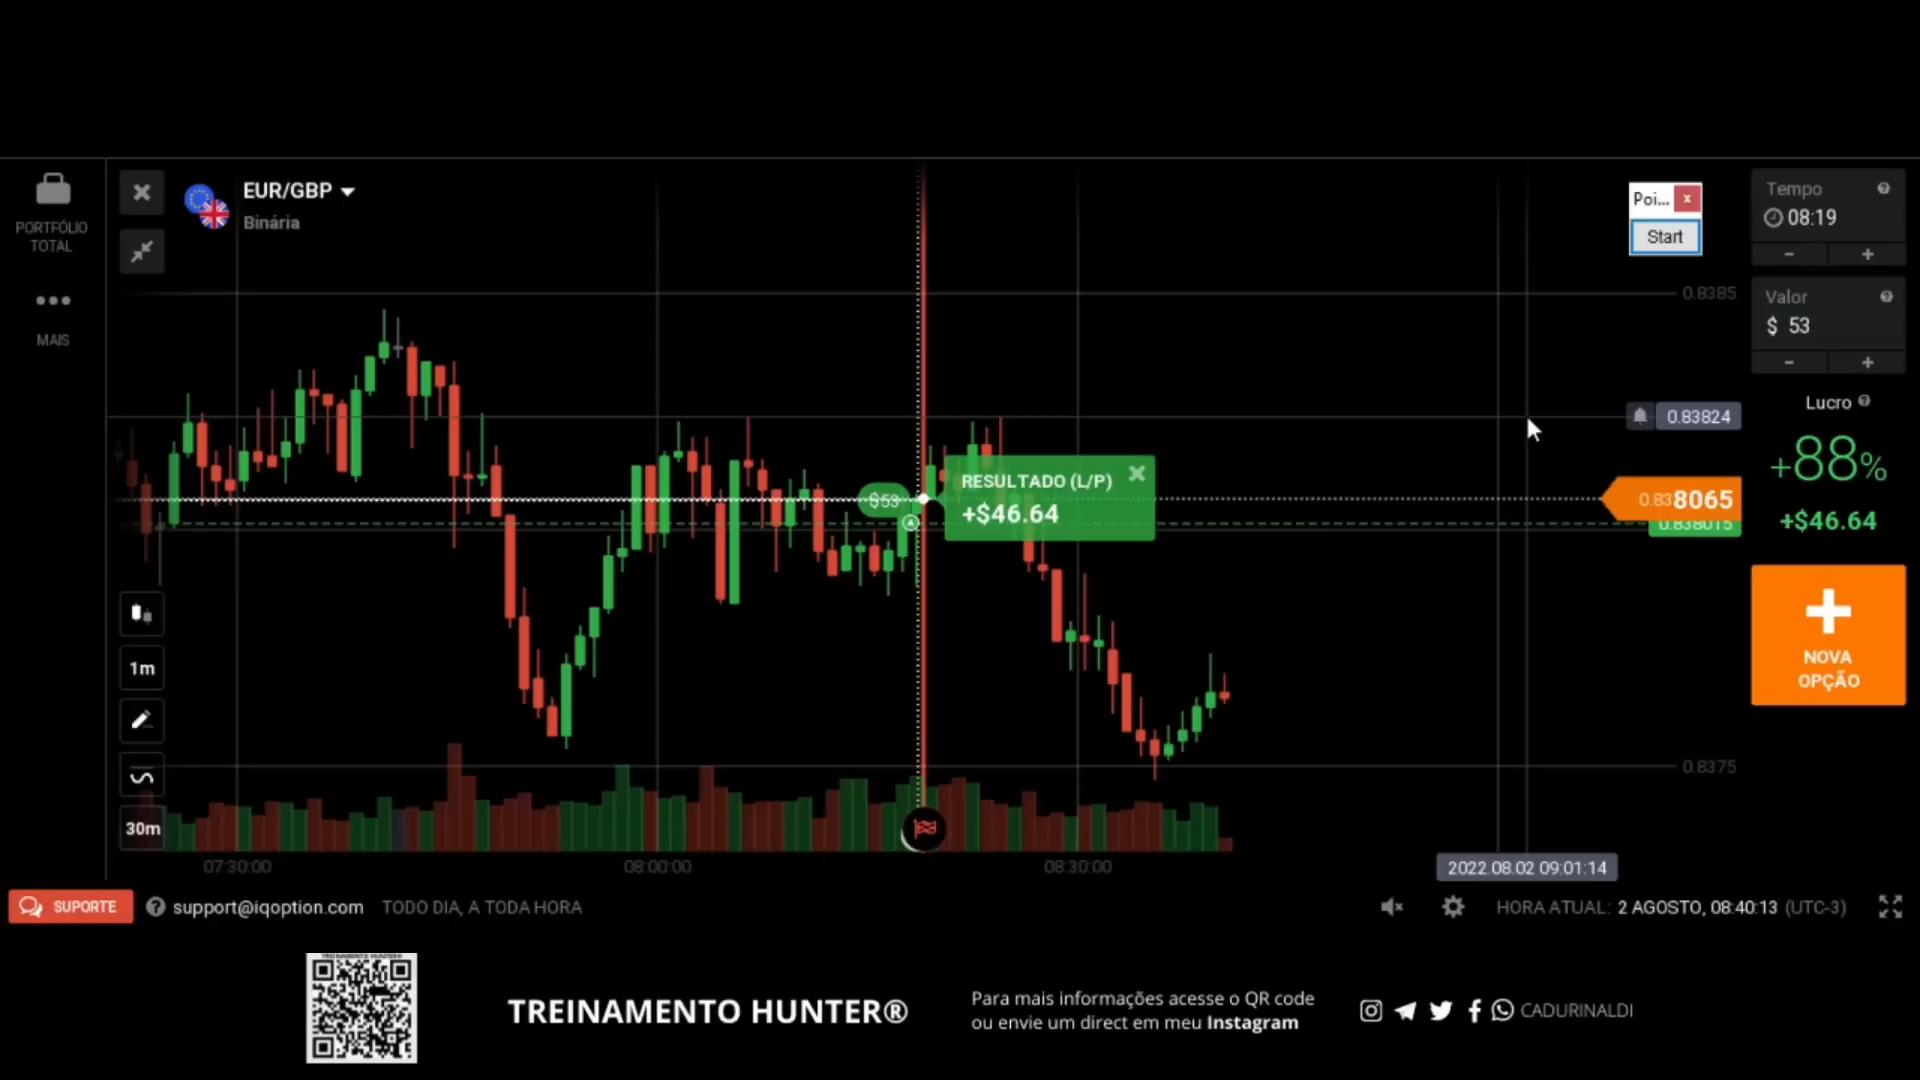 PORTFÓLIO
TOTAL
MAIS
EUR/GBP
Binária
Poi... x
Start
Tempo
08:19
- +
Valor
$ 53
- +
Lucro
+88%
+$46.64
NOVA
OPÇÃO
0.8385
0.83824
0.838065
0.838015
0.8375
$53
RESULTADO (L/P)
+$46.64
1m
30m
07:30:00
08:00:00
08:30:00
2022.08.02 09:01:14
SUPORTE
support@iqoption.com
TODO DIA, A TODA HORA
HORA ATUAL: 2 AGOSTO, 08:40:13 (UTC-3)
TREINAMENTO HUNTER®
Para mais informações acesse o QR code
ou envie um direct em meu Instagram
CADURINALDI